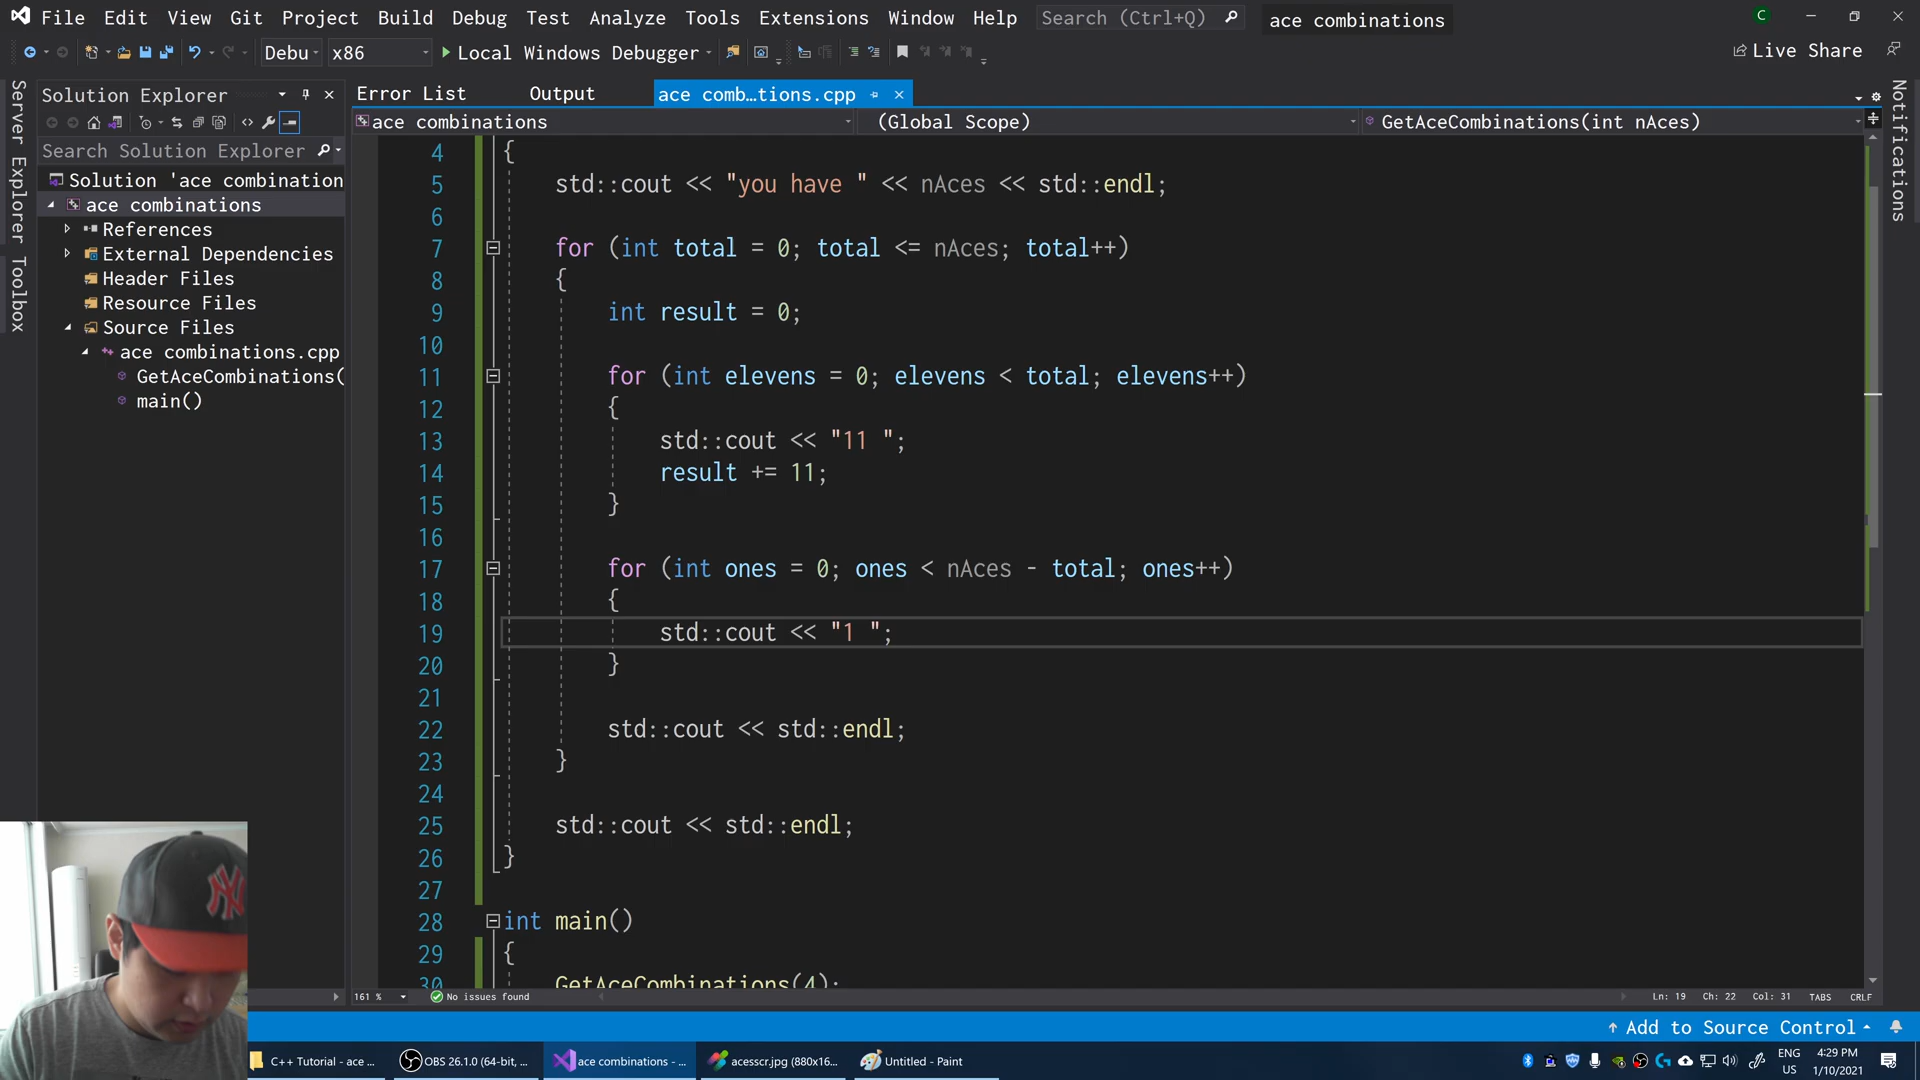 File Edit View Git Project Build Debug Test Analyze Tools Extensions Window Help Search (Ctrl+Q) ace combinations C
Debu x86 Local Windows Debugger Live Share
Server Explorer Toolbox
Solution Explorer
Search Solution Explorer
Solution 'ace combination
ace combinations
References
External Dependencies
Header Files
Resource Files
Source Files
ace combinations.cpp
GetAceCombinations(
main()
Error List Output ace comb...tions.cpp
ace combinations (Global Scope) GetAceCombinations(int nAces)
4 {
5 std::cout << "you have " << nAces << std::endl;
6
7 for (int total = 0; total <= nAces; total++)
8 {
9 int result = 0;
10
11 for (int elevens = 0; elevens < total; elevens++)
12 {
13 std::cout << "11 ";
14 result += 11;
15 }
16
17 for (int ones = 0; ones < nAces - total; ones++)
18 {
19 std::cout << "1 ";
20 }
21
22 std::cout << std::endl;
23 }
24
25 std::cout << std::endl;
26 }
27
28 int main()
29 {
30 GetAceCombinations(4);
Notifications
161 % No issues found Ln: 19 Ch: 22 Col: 31 TABS CRLF
Add to Source Control
C++ Tutorial - ace ... OBS 26.1.0 (64-bit, ... ace combinations - ... acesscr.jpg (880x16... Untitled - Paint
ENG
US
4:29 PM
1/10/2021